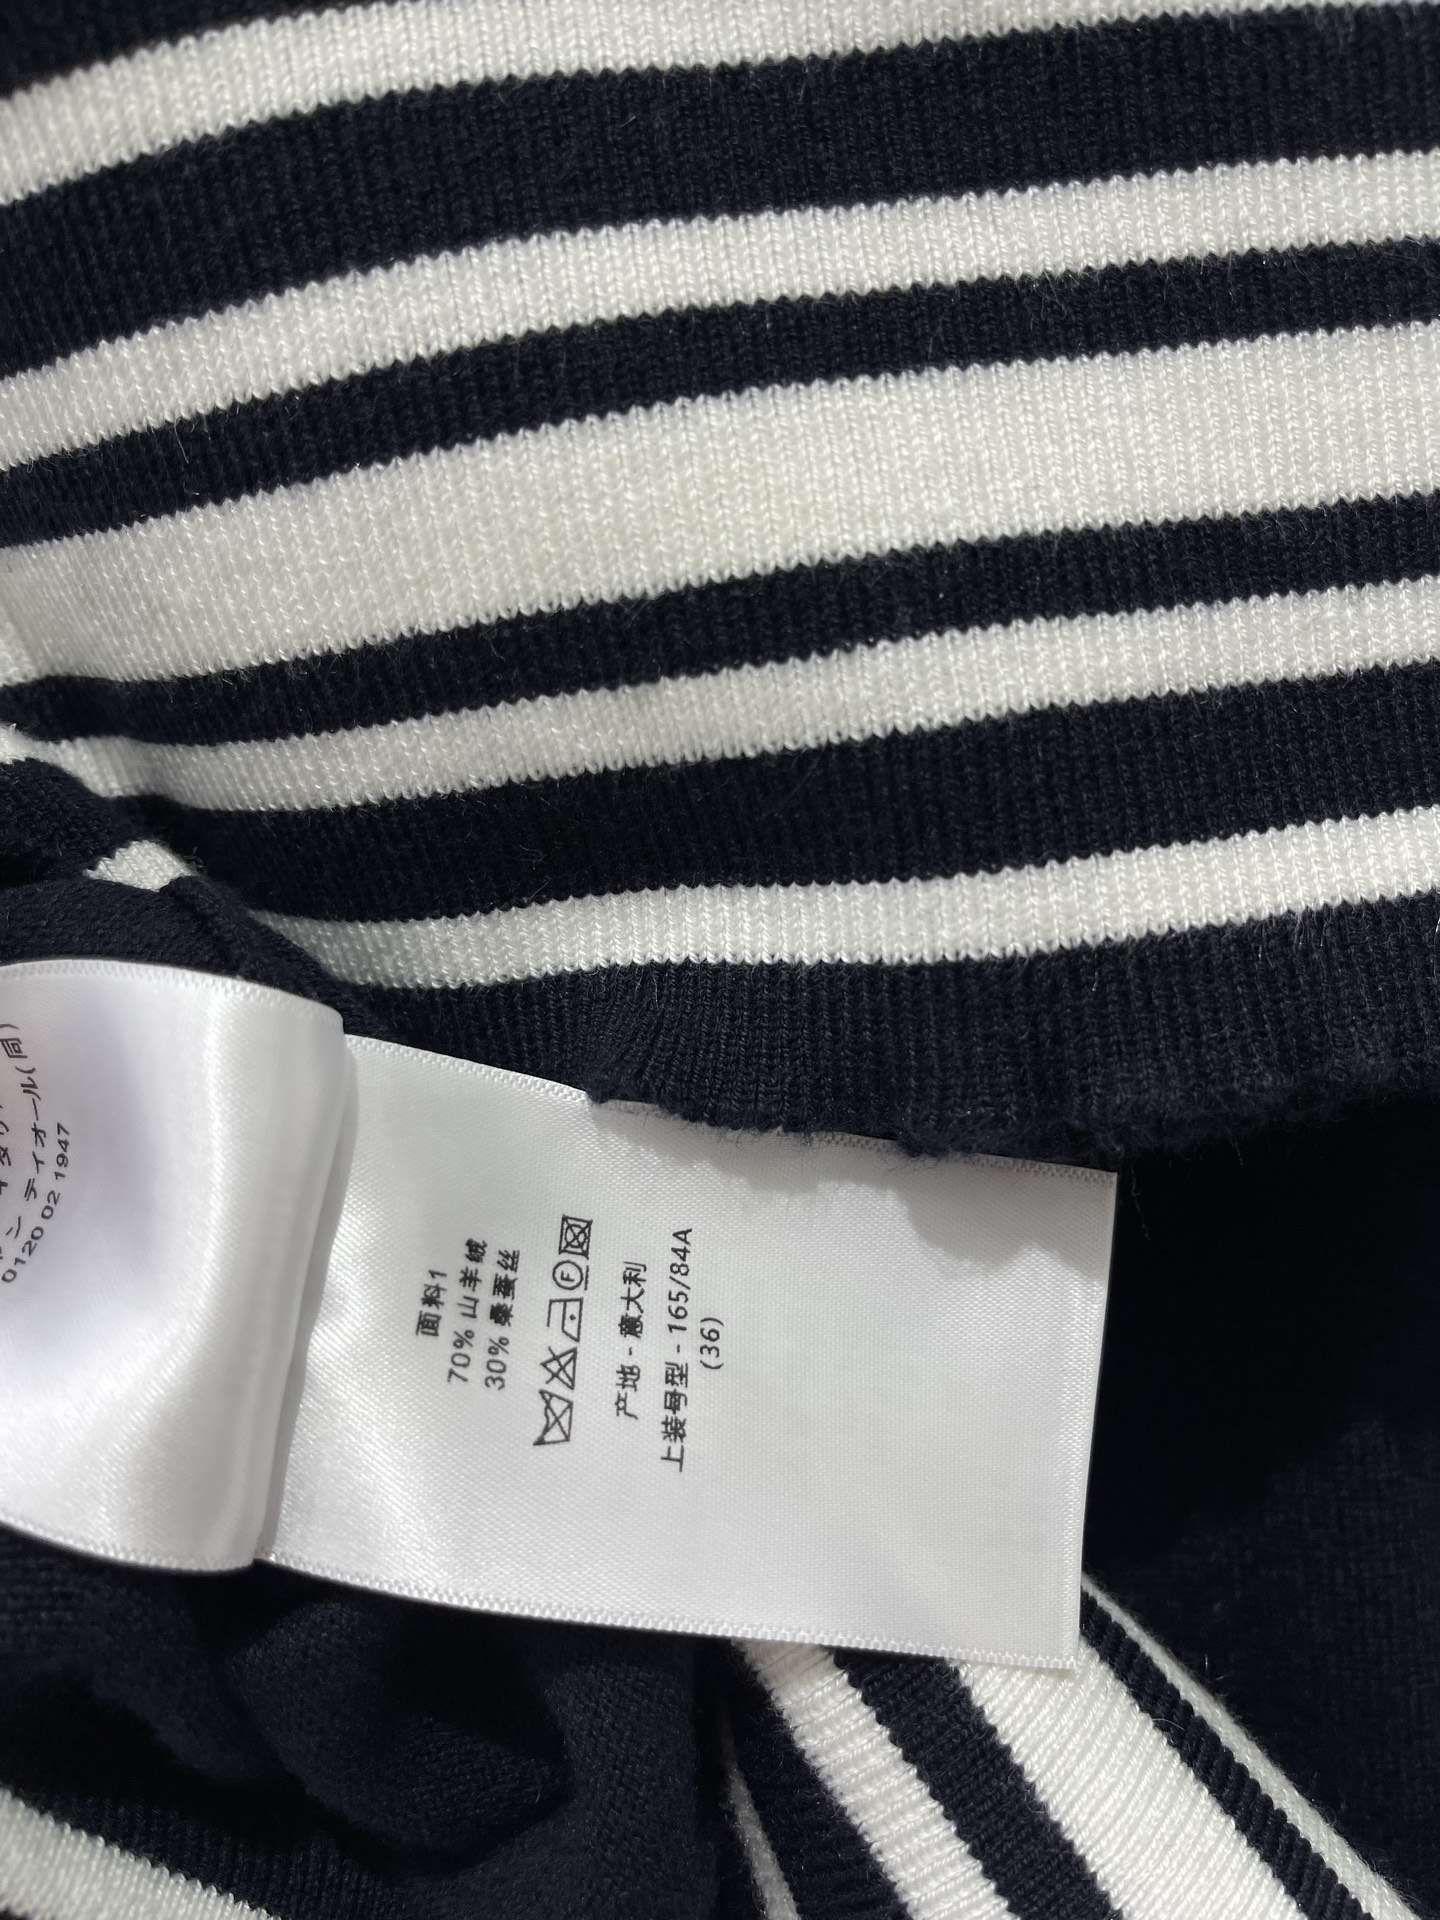 ン ディオール(同)
0120 02 1947
面料1
70% 山羊绒
30% 桑蚕丝
F
产地 - 意大利
上装号型 - 165/84A
(36)